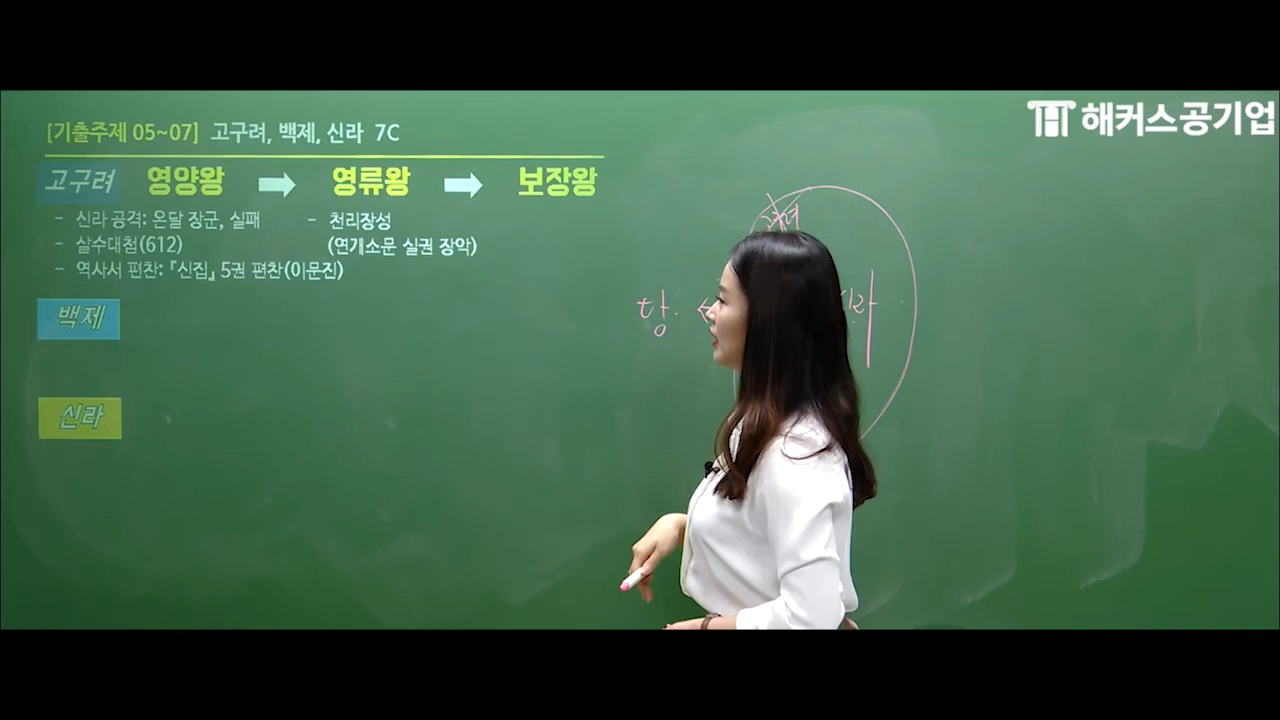 해커스공기업
[기출주제 05~07] 고구려, 백제, 신라 7C
고구려 영양왕 ➡ 영류왕 ➡ 보장왕
- 신라 공격: 온달 장군, 실패 - 천리장성
- 살수대첩(612) (연개소문 실권 장악)
- 역사서 편찬: 『신집』 5권 편찬(이문진)
백제
신라
당